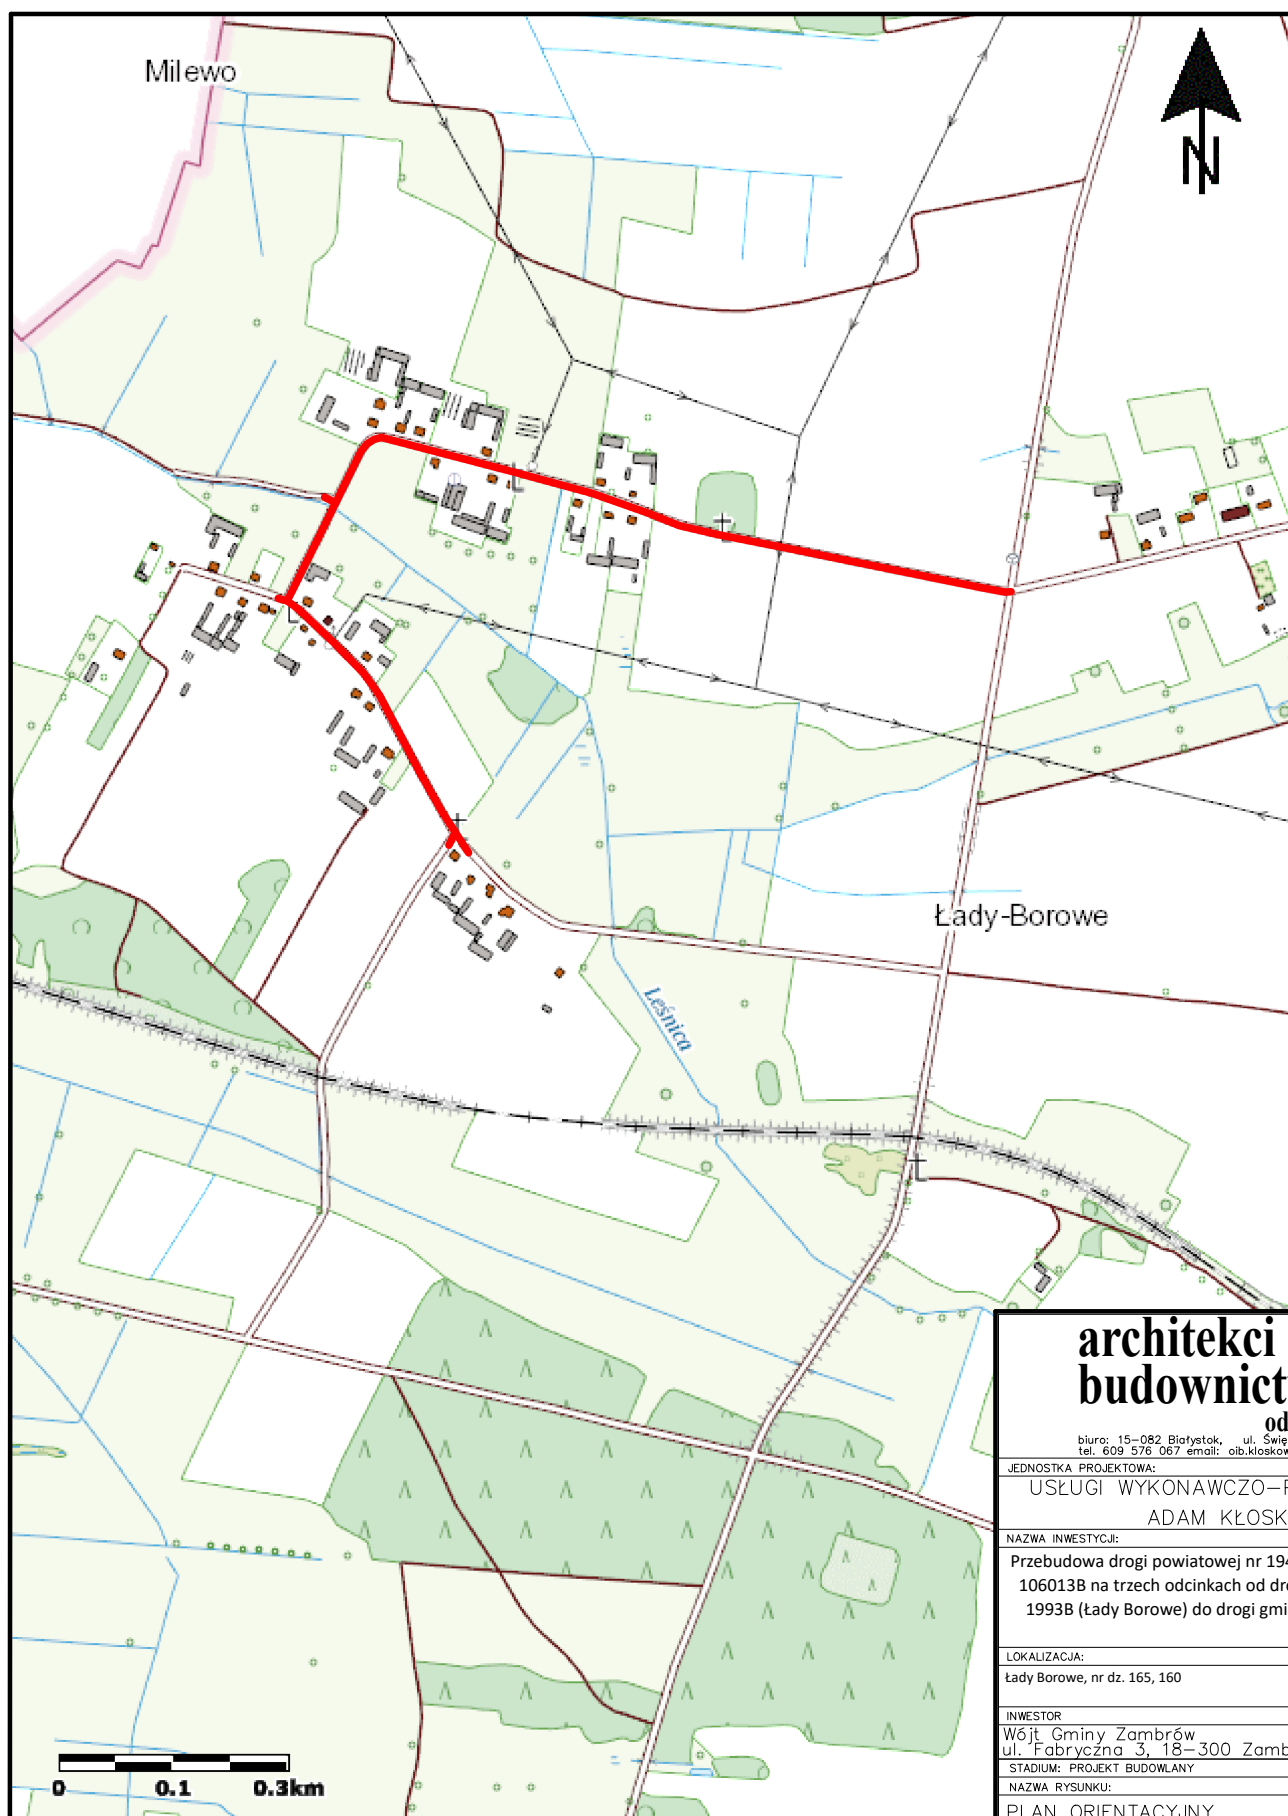 Milewo
N
Łady-Borowe
Leśnica
0 0.1 0.3km
architekci
budownict
od
biuro: 15-082 Białystok, ul. Świę
tel. 609 576 067 email: oib.kloskow
JEDNOSTKA PROJEKTOWA:
USŁUGI WYKONAWCZO-P
ADAM KŁOSK
NAZWA INWESTYCJI:
Przebudowa drogi powiatowej nr 194
106013B na trzech odcinkach od dro
1993B (Łady Borowe) do drogi gmi
LOKALIZACJA:
Łady Borowe, nr dz. 165, 160
INWESTOR
Wójt Gminy Zambrów
ul. Fabryczna 3, 18-300 Zamb
STADIUM: PROJEKT BUDOWLANY
NAZWA RYSUNKU:
PLAN ORIENTACYJNY